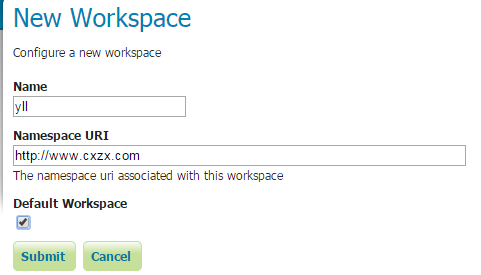 New Workspace
Configure a new workspace
Name
yll
Namespace URI
http://www.cxzx.com
The namespace uri associated with this workspace
Default Workspace
Submit Cancel